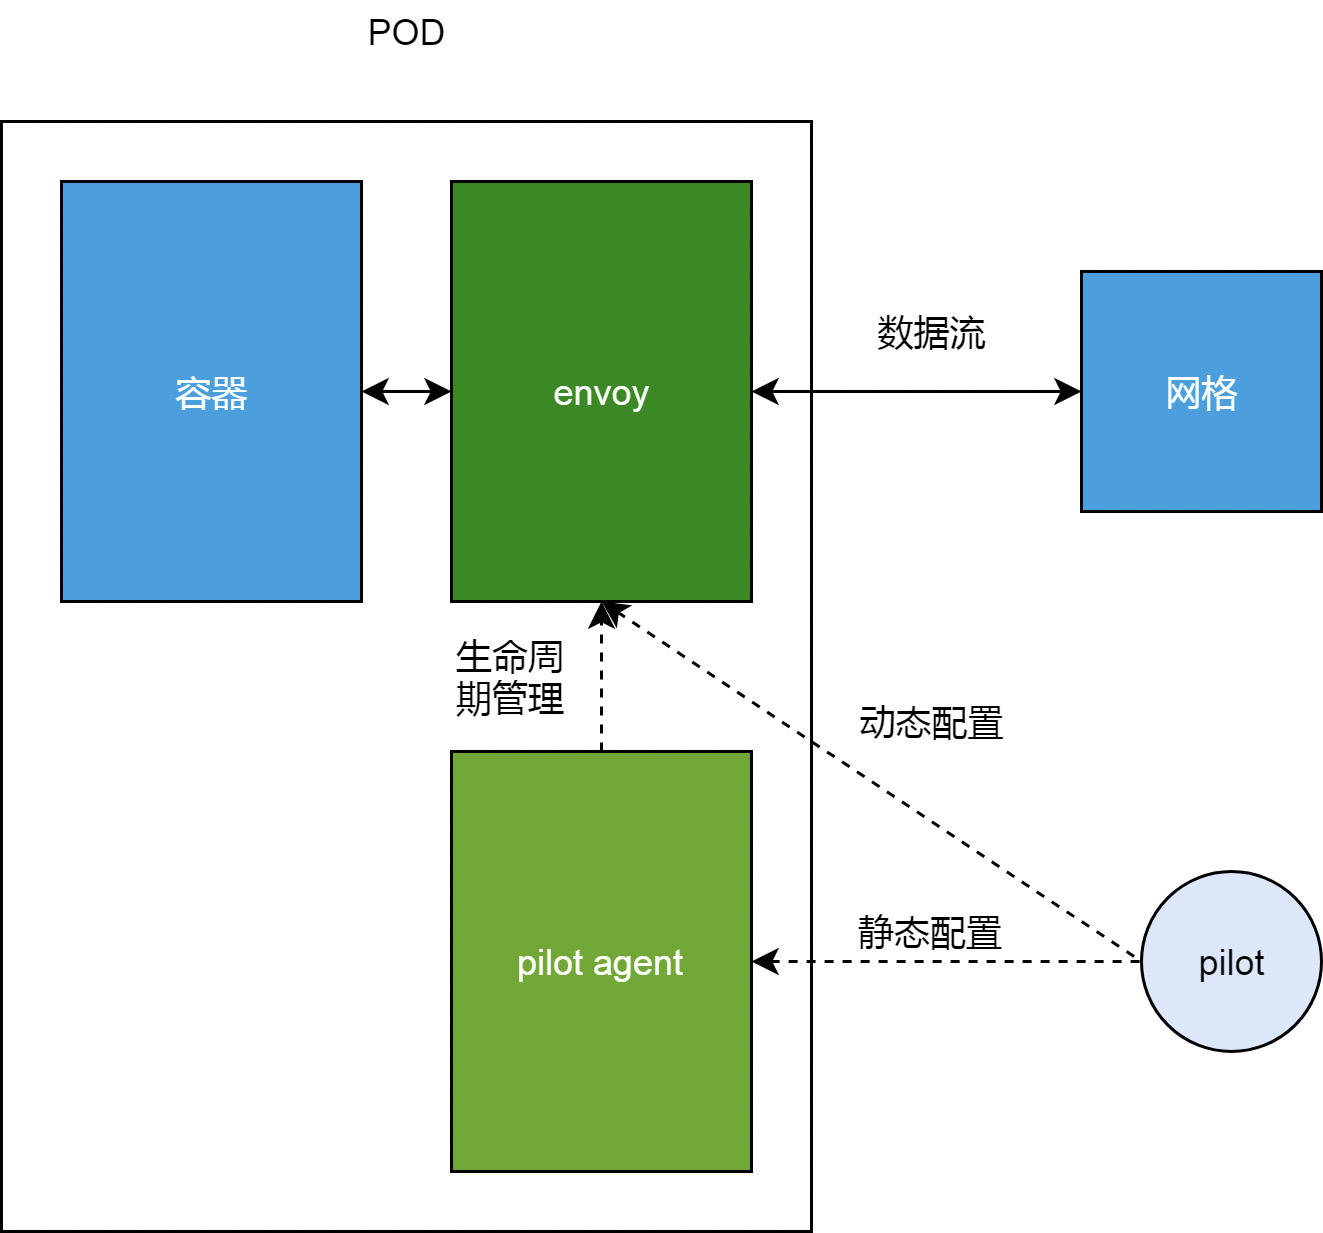 POD
容器
envoy
数据流
网格
生命周
期管理
动态配置
静态配置
pilot agent
pilot